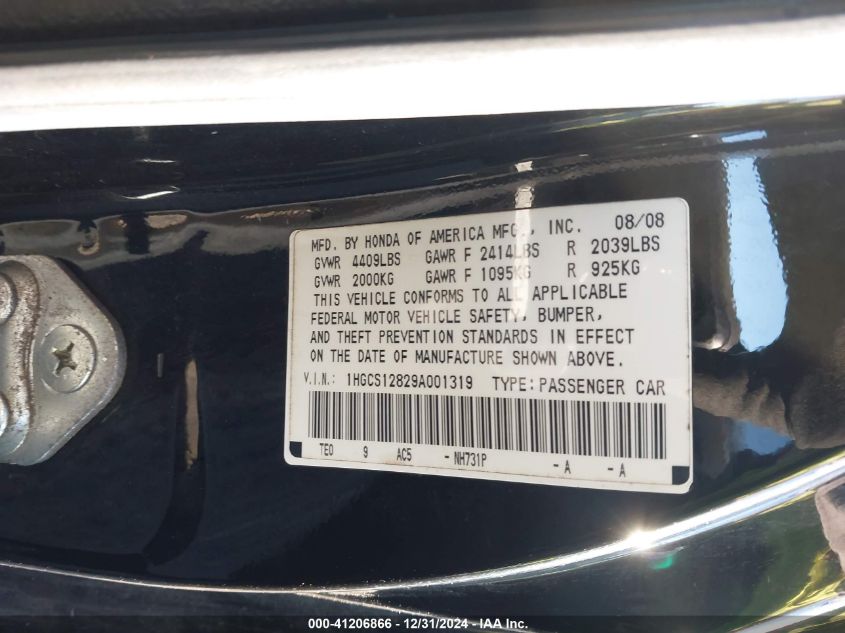 MFD. BY HONDA OF AMERICA MFG., INC. 08/08
GVWR 4409LBS GAWR F 2414LBS R 2039LBS
GVWR 2000KG GAWR F 1095KG R 925KG
THIS VEHICLE CONFORMS TO ALL APPLICABLE
FEDERAL MOTOR VEHICLE SAFETY, BUMPER,
AND THEFT PREVENTION STANDARDS IN EFFECT
ON THE DATE OF MANUFACTURE SHOWN ABOVE.
V.I.N.: 1HGCS12829A001319 TYPE:PASSENGER CAR
TE0 9 AC5 - NH731P - A - A
000-41206866 - 12/31/2024 - IAA Inc.